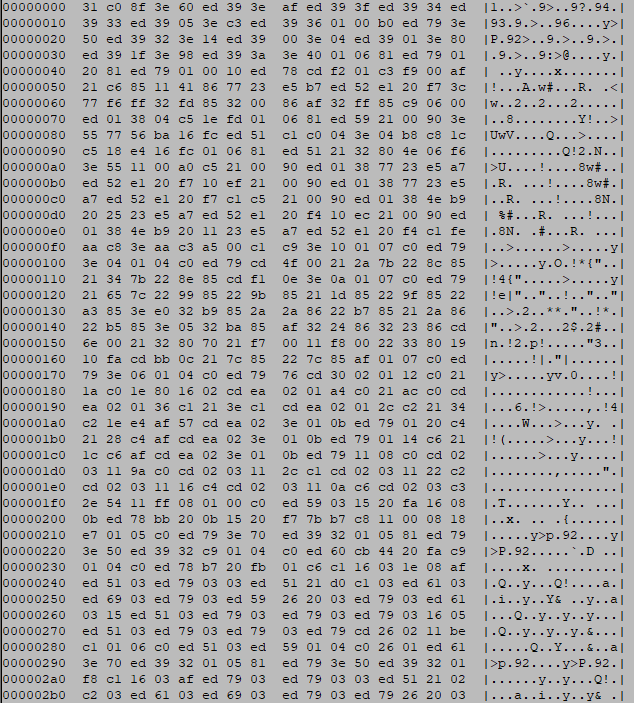 00000000 31 c0 8f 3e 60 ed 39 3e af ed 39 3f ed 39 34 ed |1..>`.9>..9?.94.|
00000010 39 33 ed 39 05 3e c3 ed 39 36 01 00 b0 ed 79 3e |93.9.>..96....y>|
00000020 50 ed 39 32 3e 14 ed 39 00 3e 04 ed 39 01 3e 80 |P.92>..9.>..9.>.|
00000030 ed 39 1f 3e 98 ed 39 3a 3e 40 01 06 81 ed 79 01 |.9.>..9:>@....y.|
00000040 20 81 ed 79 01 00 10 ed 78 cd f2 01 c3 f9 00 af | ..y....x.......|
00000050 21 c6 85 11 41 86 77 23 e5 b7 ed 52 e1 20 f7 3c |!...A.w#...R. .<|
00000060 77 f6 ff 32 fd 85 32 00 86 af 32 ff 85 c9 06 00 |w..2..2...2.....|
00000070 ed 01 38 04 c5 1e fd 01 06 81 ed 59 21 00 90 3e |..8........Y!..>|
00000080 55 77 56 ba 16 fc ed 51 c1 c0 04 3e 04 b8 c8 1c |UwV....Q...>....|
00000090 c5 18 e4 16 fc 01 06 81 ed 51 21 32 80 4e 06 f6 |.........Q!2.N..|
000000a0 3e 55 11 00 a0 c5 21 00 90 ed 01 38 77 23 e5 a7 |>U....!....8w#..|
000000b0 ed 52 e1 20 f7 10 ef 21 00 90 ed 01 38 77 23 e5 |.R. ...!....8w#.|
000000c0 a7 ed 52 e1 20 f7 c1 c5 21 00 90 ed 01 38 4e b9 |..R. ...!....8N.|
000000d0 20 25 23 e5 a7 ed 52 e1 20 f4 10 ec 21 00 90 ed | %#...R. ...!...|
000000e0 01 38 4e b9 20 11 23 e5 a7 ed 52 e1 20 f4 c1 fe |.8N. .#...R. ...|
000000f0 aa c8 3e aa c3 a5 00 c1 c9 3e 10 01 07 c0 ed 79 |..>......>.....y|
00000100 3e 04 01 04 c0 ed 79 cd 4f 00 21 2a 7b 22 8c 85 |>.....y.O.!*{"..|
00000110 21 34 7b 22 8e 85 cd f1 0e 3e 0a 01 07 c0 ed 79 |!4{".....>.....y|
00000120 21 65 7c 22 99 85 22 9b 85 21 1d 85 22 9f 85 22 |!e|".."..!..".."|
00000130 a3 85 3e e0 32 b9 85 2a 2a 86 22 b7 85 21 2a 86 |..>.2..**."..!*.|
00000140 22 b5 85 3e 05 32 ba 85 af 32 24 86 32 23 86 cd |"..>.2...2$.2#..|
00000150 6e 00 21 32 80 70 21 f7 00 11 f8 00 22 33 80 19 |n.!2.p!....."3..|
00000160 10 fa cd bb 0c 21 7c 85 22 7c 85 af 01 07 c0 ed |.....!|."|......|
00000170 79 3e 06 01 04 c0 ed 79 76 cd 30 02 01 12 c0 21 |y>.....yv.0....!|
00000180 1a c0 1e 80 16 02 cd ea 02 01 a4 c0 21 ac c0 cd |............!...|
00000190 ea 02 01 36 c1 21 3e c1 cd ea 02 01 2c c2 21 34 |...6.!>.....,.!4|
000001a0 c2 1e e4 af 57 cd ea 02 3e 01 0b ed 79 01 20 c4 |....W...>...y. .|
000001b0 21 28 c4 af cd ea 02 3e 01 0b ed 79 01 14 c6 21 |!(.....>...y...!|
000001c0 1c c6 af cd ea 02 3e 01 0b ed 79 11 08 c0 cd 02 |......>...y.....|
000001d0 03 11 9a c0 cd 02 03 11 2c c1 cd 02 03 11 22 c2 |........,.....".|
000001e0 cd 02 03 11 16 c4 cd 02 03 11 0a c6 cd 02 03 c3 |................|
000001f0 2e 54 11 ff 08 01 00 c0 ed 59 03 15 20 fa 16 08 |.T.......Y.. ...|
00000200 0b ed 78 bb 20 0b 15 20 f7 7b b7 c8 11 00 08 18 |..x. .. .{......|
00000210 e7 01 05 c0 ed 79 3e 70 ed 39 32 01 05 81 ed 79 |.....y>p.92....y|
00000220 3e 50 ed 39 32 c9 01 04 c0 ed 60 cb 44 20 fa c9 |>P.92.....`.D ..|
00000230 01 04 c0 ed 78 b7 20 fb 01 c6 c1 16 03 1e 08 af |....x. .........|
00000240 ed 51 03 ed 79 03 03 ed 51 21 d0 c1 03 ed 61 03 |.Q..y...Q!....a.|
00000250 ed 69 03 ed 79 03 ed 59 26 20 03 ed 79 03 ed 61 |.i..y..Y& ..y..a|
00000260 03 15 ed 51 03 ed 79 03 ed 79 03 ed 79 03 16 05 |...Q..y..y..y...|
00000270 ed 51 03 ed 79 03 ed 79 03 ed 79 cd 26 02 11 be |.Q..y..y..y.&...|
00000280 c1 01 06 c0 ed 51 03 ed 59 01 04 c0 26 01 ed 61 |.....Q..Y...&..a|
00000290 3e 70 ed 39 32 01 05 81 ed 79 3e 50 ed 39 32 01 |>p.92....y>P.92.|
000002a0 f8 c1 16 03 af ed 79 03 ed 79 03 03 ed 51 21 02 |......y..y...Q!.|
000002b0 c2 03 ed 61 03 ed 69 03 ed 79 03 ed 79 26 20 03 |...a..i..y..y& .|